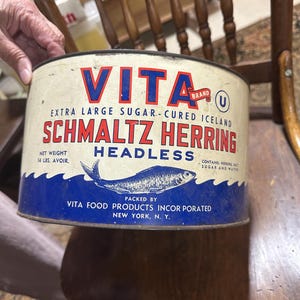 VITA
BRAND
U
EXTRA LARGE SUGAR-CURED ICELAND
SCHMALTZ HERRING
HEADLESS
NET WEIGHT
14 LBS. AVOIR.
CONTAINS HERRING, SALT
SUGAR AND WATER
PACKED BY
VITA FOOD PRODUCTS INCORPORATED
NEW YORK, N. Y.